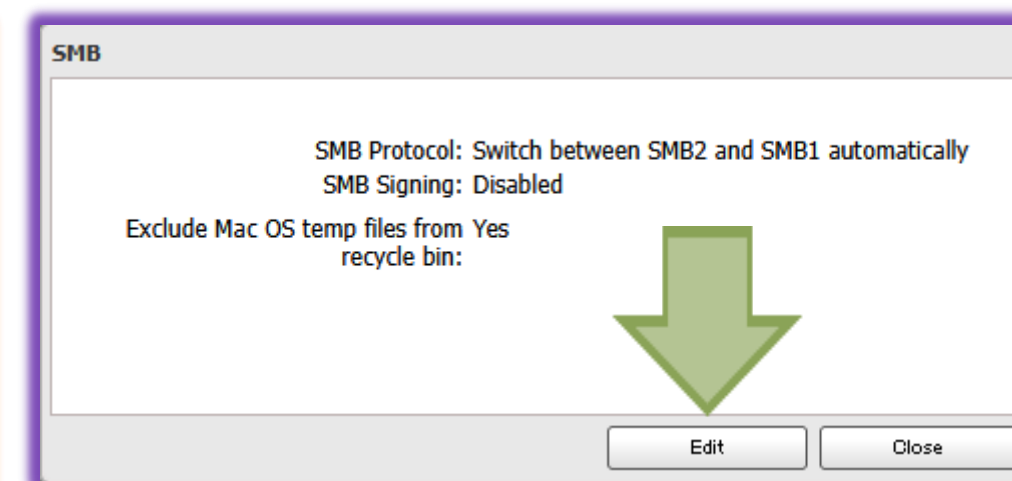 SMB
SMB Protocol: Switch between SMB2 and SMB1 automatically
SMB Signing: Disabled
Exclude Mac OS temp files from Yes
recycle bin:
Edit Close